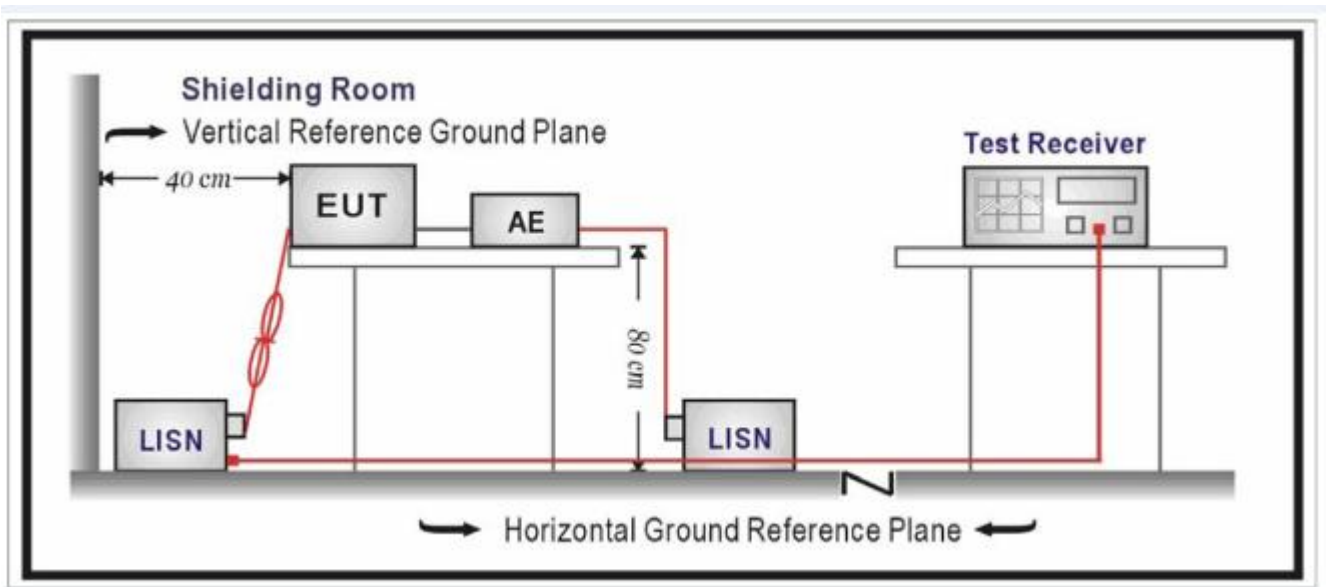 Shielding Room
Vertical Reference Ground Plane
Test Receiver
40 cm
EUT
AE
80 cm
LISN
LISN
Horizontal Ground Reference Plane